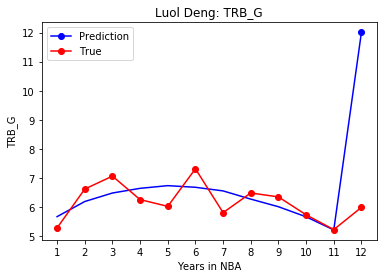 Luol Deng: TRB_G
Prediction
True
TRB_G
12
11
10
9
8
7
6
5
1 2 3 4 5 6 7 8 9 10 11 12
Years in NBA